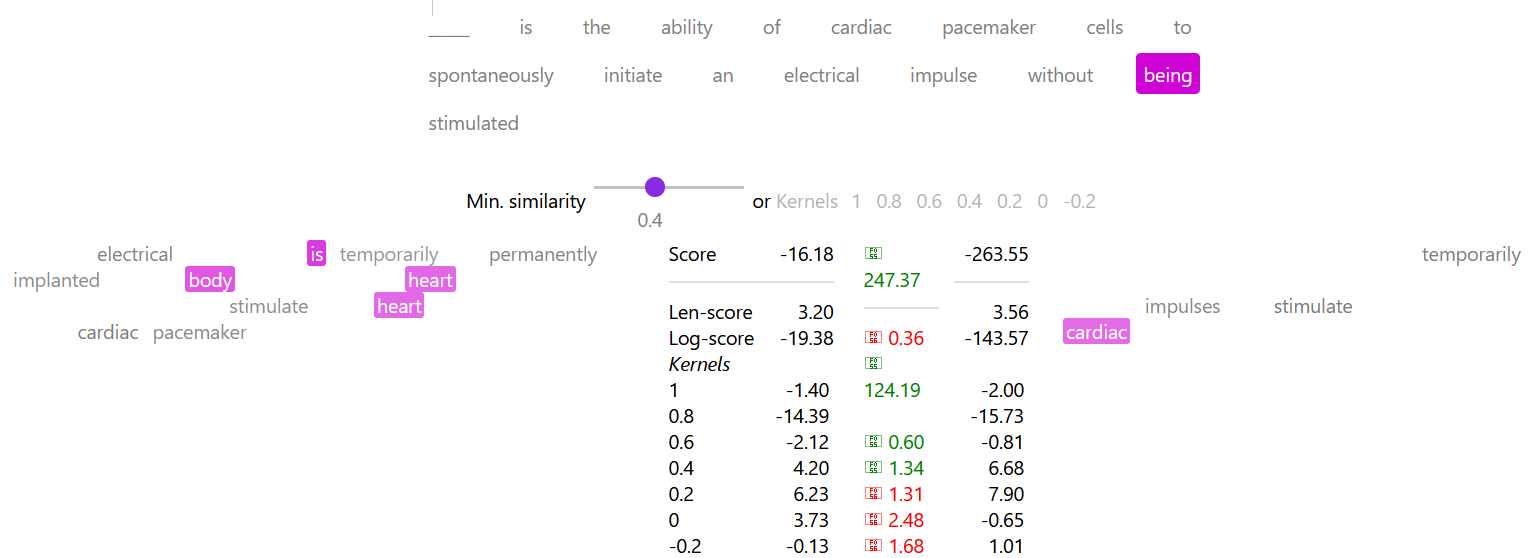 ____ is the ability of cardiac pacemaker cells to
spontaneously initiate an electrical impulse without being
stimulated
Min. similarity 0.4 or Kernels 1 0.8 0.6 0.4 0.2 0 -0.2
electrical is temporarily permanently Score -16.18 -263.55 temporarily
implanted body heart 247.37
stimulate heart Len-score 3.20 3.56 impulses stimulate
cardiac pacemaker Log-score -19.38 0.36 -143.57 cardiac
Kernels
1 -1.40 124.19 -2.00
0.8 -14.39 -15.73
0.6 -2.12 0.60 -0.81
0.4 4.20 1.34 6.68
0.2 6.23 1.31 7.90
0 3.73 2.48 -0.65
-0.2 -0.13 1.68 1.01